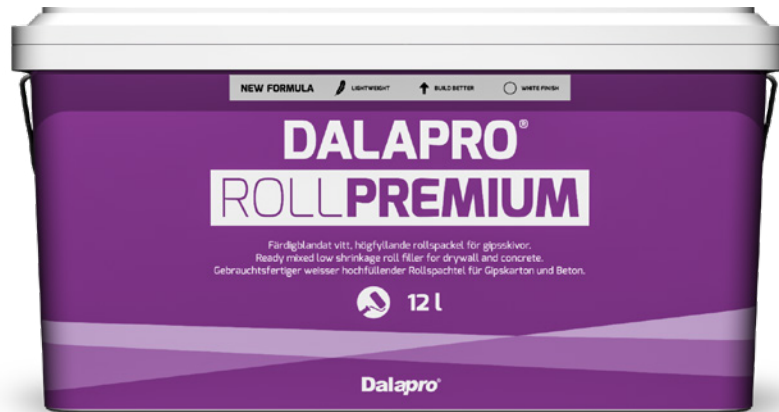 NEW FORMULA LIGHTWEIGHT BUILD BETTER WHITE FINISH
DALAPRO®
ROLLPREMIUM
Färdigblandat vitt, högfyllande rollspackel för gipsskivor.
Ready mixed low shrinkage roll filler for drywall and concrete.
Gebrauchtsfertiger weisser hochfüllender Rollspachtel für Gipskarton und Beton.
12 l
Dalapro®